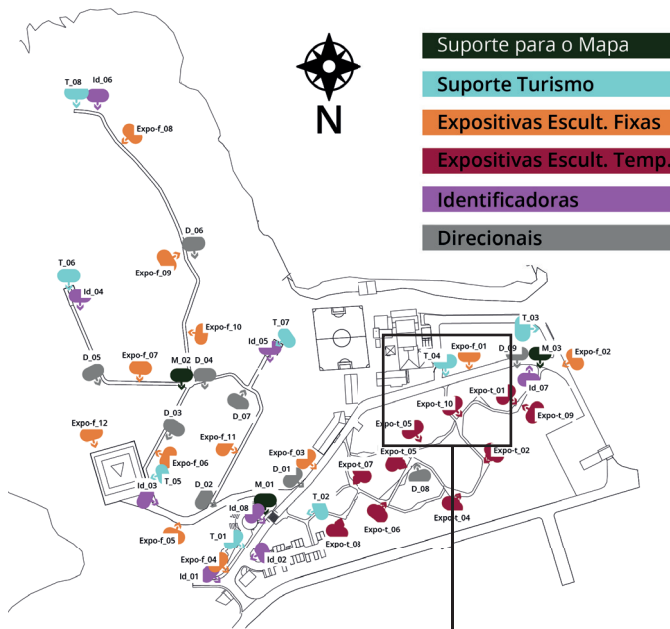 N
Suporte para o Mapa
Suporte Turismo
Expositivas Escult. Fixas
Expositivas Escult. Temp.
Identificadoras
Direcionais
T_08
Id_06
Expo-f_08
D_06
Expo-f_09
T_06
Id_04
Expo-f_10
T_07
Id_05
T_03
D_05
Expo-f_07
M_02
D_04
T_04
Expo-f_01
D_09
M_03
Expo-f_02
D_07
Expo-t_01
Id_07
Expo-t_10
Expo-t_09
Expo-f_12
D_03
Expo-t_05
Expo-f_11
Expo-f_03
Expo-t_02
Expo-f_06
T_05
D_01
Expo-t_07
Expo-t_05
D_08
Id_03
D_02
M_01
Id_08
T_02
Expo-t_04
Expo-t_06
Expo-f_05
T_01
Expo-t_08
Expo-f_04
Id_02
Id_01